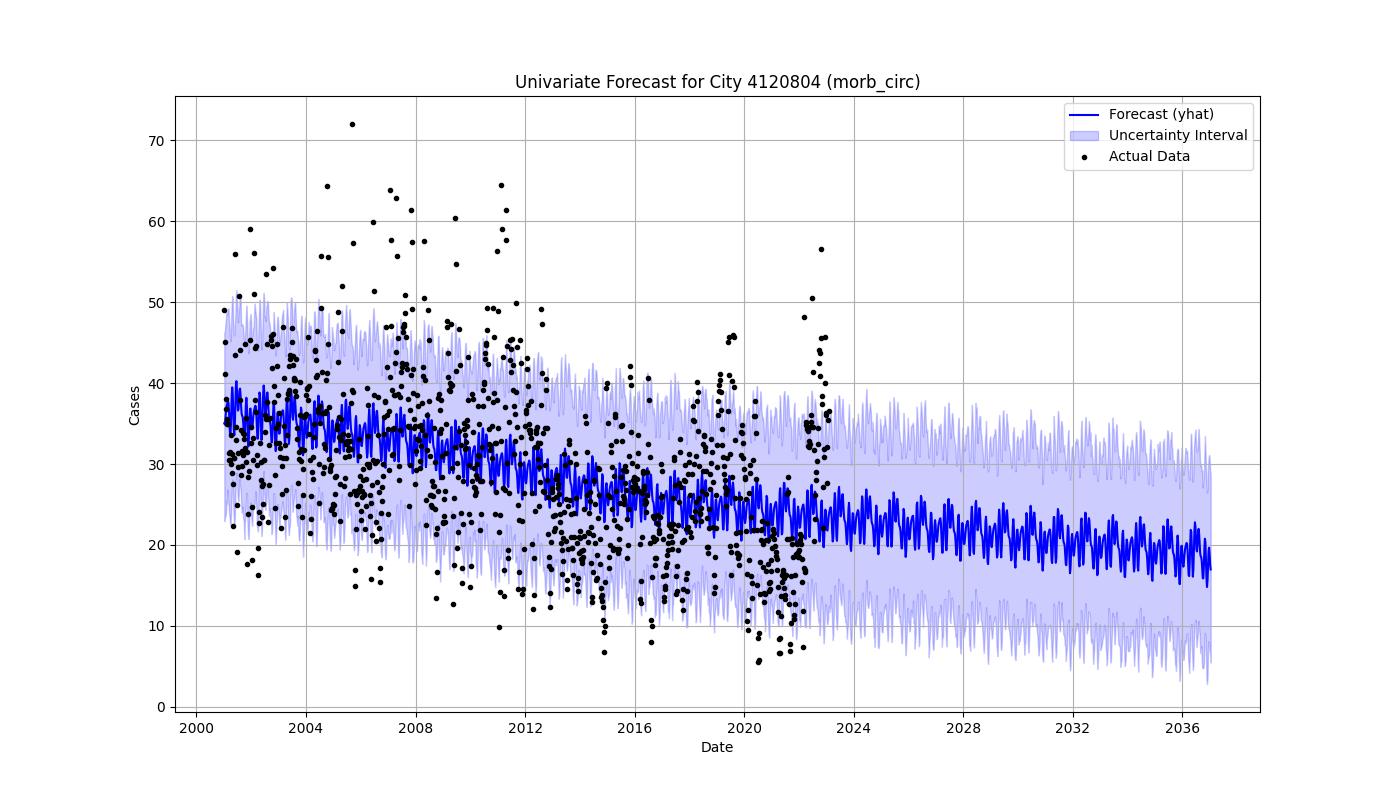 Univariate Forecast for City 4120804 (morb_circ)
Forecast (yhat)
Uncertainty Interval
Actual Data
Cases
70
60
50
40
30
20
10
0
2000 2004 2008 2012 2016 2020 2024 2028 2032 2036
Date